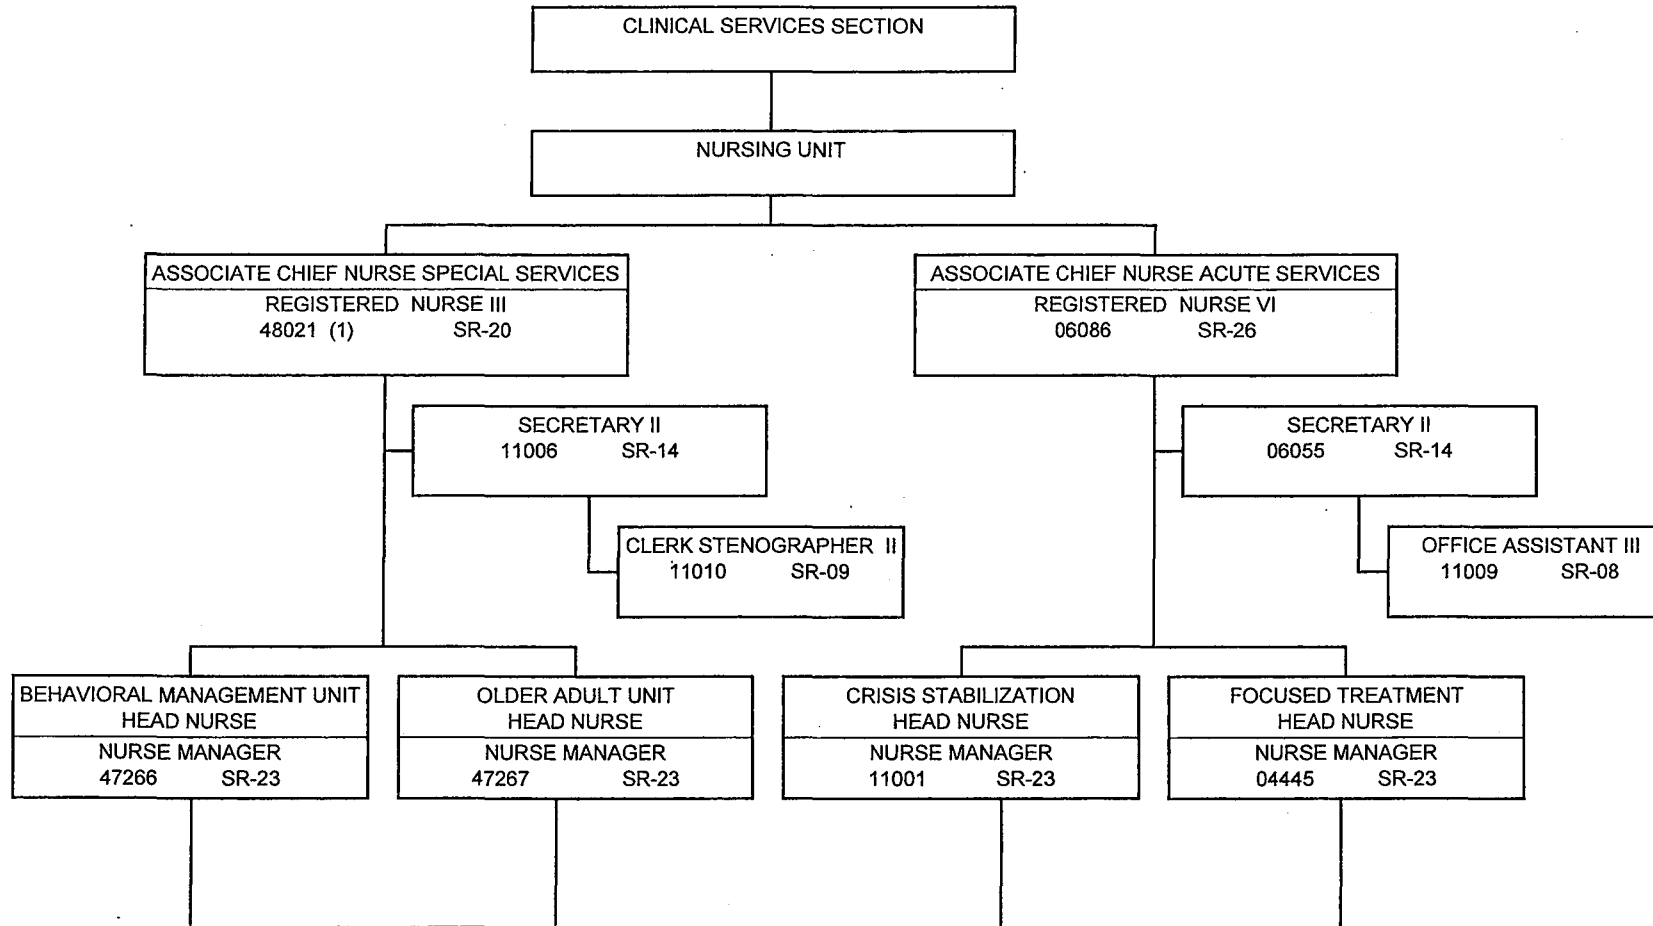 CLINICAL SERVICES SECTION
NURSING UNIT
ASSOCIATE CHIEF NURSE SPECIAL SERVICES
REGISTERED NURSE III
48021 (1) SR-20
ASSOCIATE CHIEF NURSE ACUTE SERVICES
REGISTERED NURSE VI
06086 SR-26
SECRETARY II
11006 SR-14
SECRETARY II
06055 SR-14
CLERK STENOGRAPHER II
11010 SR-09
OFFICE ASSISTANT III
11009 SR-08
BEHAVIORAL MANAGEMENT UNIT
HEAD NURSE
NURSE MANAGER
47266 SR-23
OLDER ADULT UNIT
HEAD NURSE
NURSE MANAGER
47267 SR-23
CRISIS STABILIZATION
HEAD NURSE
NURSE MANAGER
11001 SR-23
FOCUSED TREATMENT
HEAD NURSE
NURSE MANAGER
04445 SR-23